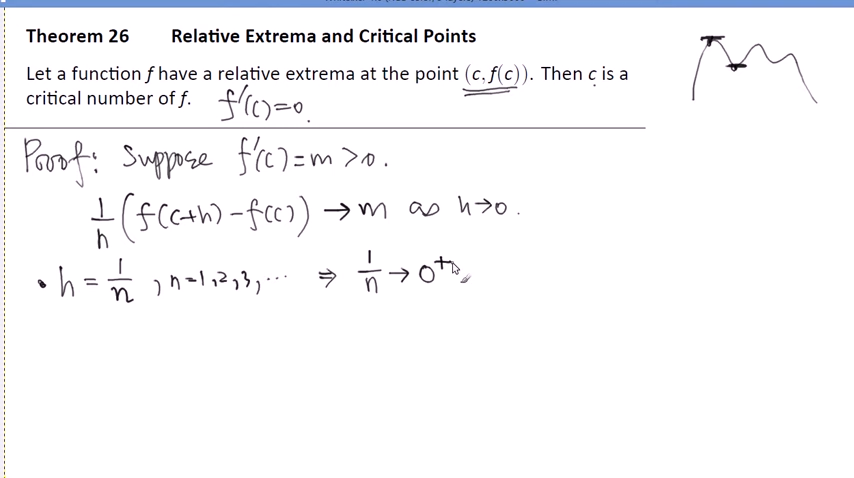 Theorem 26 Relative Extrema and Critical Points
Let a function f have a relative extrema at the point (c, f(c)). Then c is a
critical number of f. f'(c)=0.
Proof: Suppose f'(c)=m>0.
1/h (f(c+h)-f(c)) → m as h→0.
• h = 1/n , n=1,2,3,... ⇒ 1/n → 0⁺